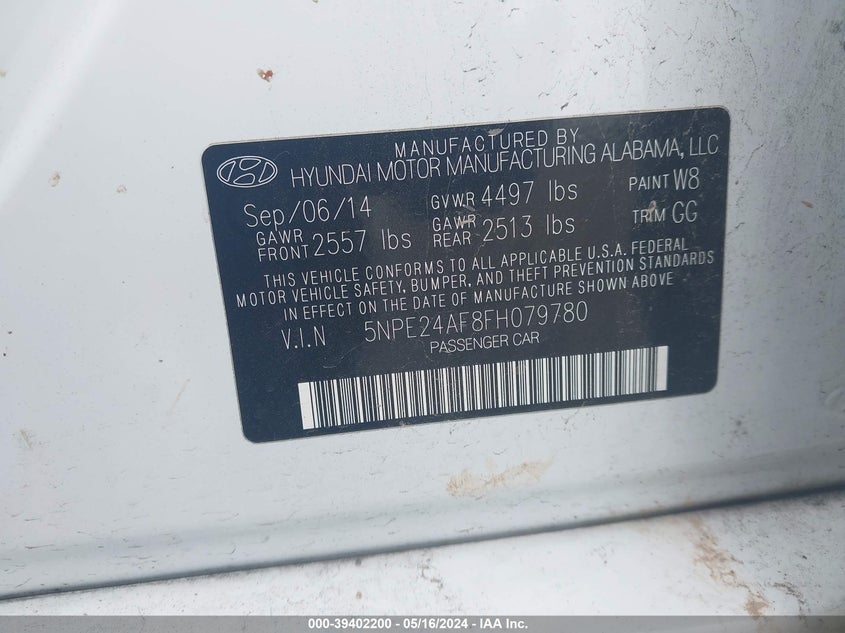 MANUFACTURED BY
HYUNDAI MOTOR MANUFACTURING ALABAMA, LLC
Sep/06/14 GVWR 4497 lbs PAINT W8
GAWR FRONT 2557 lbs GAWR REAR 2513 lbs TRIM GG
THIS VEHICLE CONFORMS TO ALL APPLICABLE U.S.A. FEDERAL
MOTOR VEHICLE SAFETY, BUMPER, AND THEFT PREVENTION STANDARDS
IN EFFECT ON THE DATE OF MANUFACTURE SHOWN ABOVE
V.I.N 5NPE24AF8FH079780
PASSENGER CAR
000-39402200 - 05/16/2024 - IAA Inc.